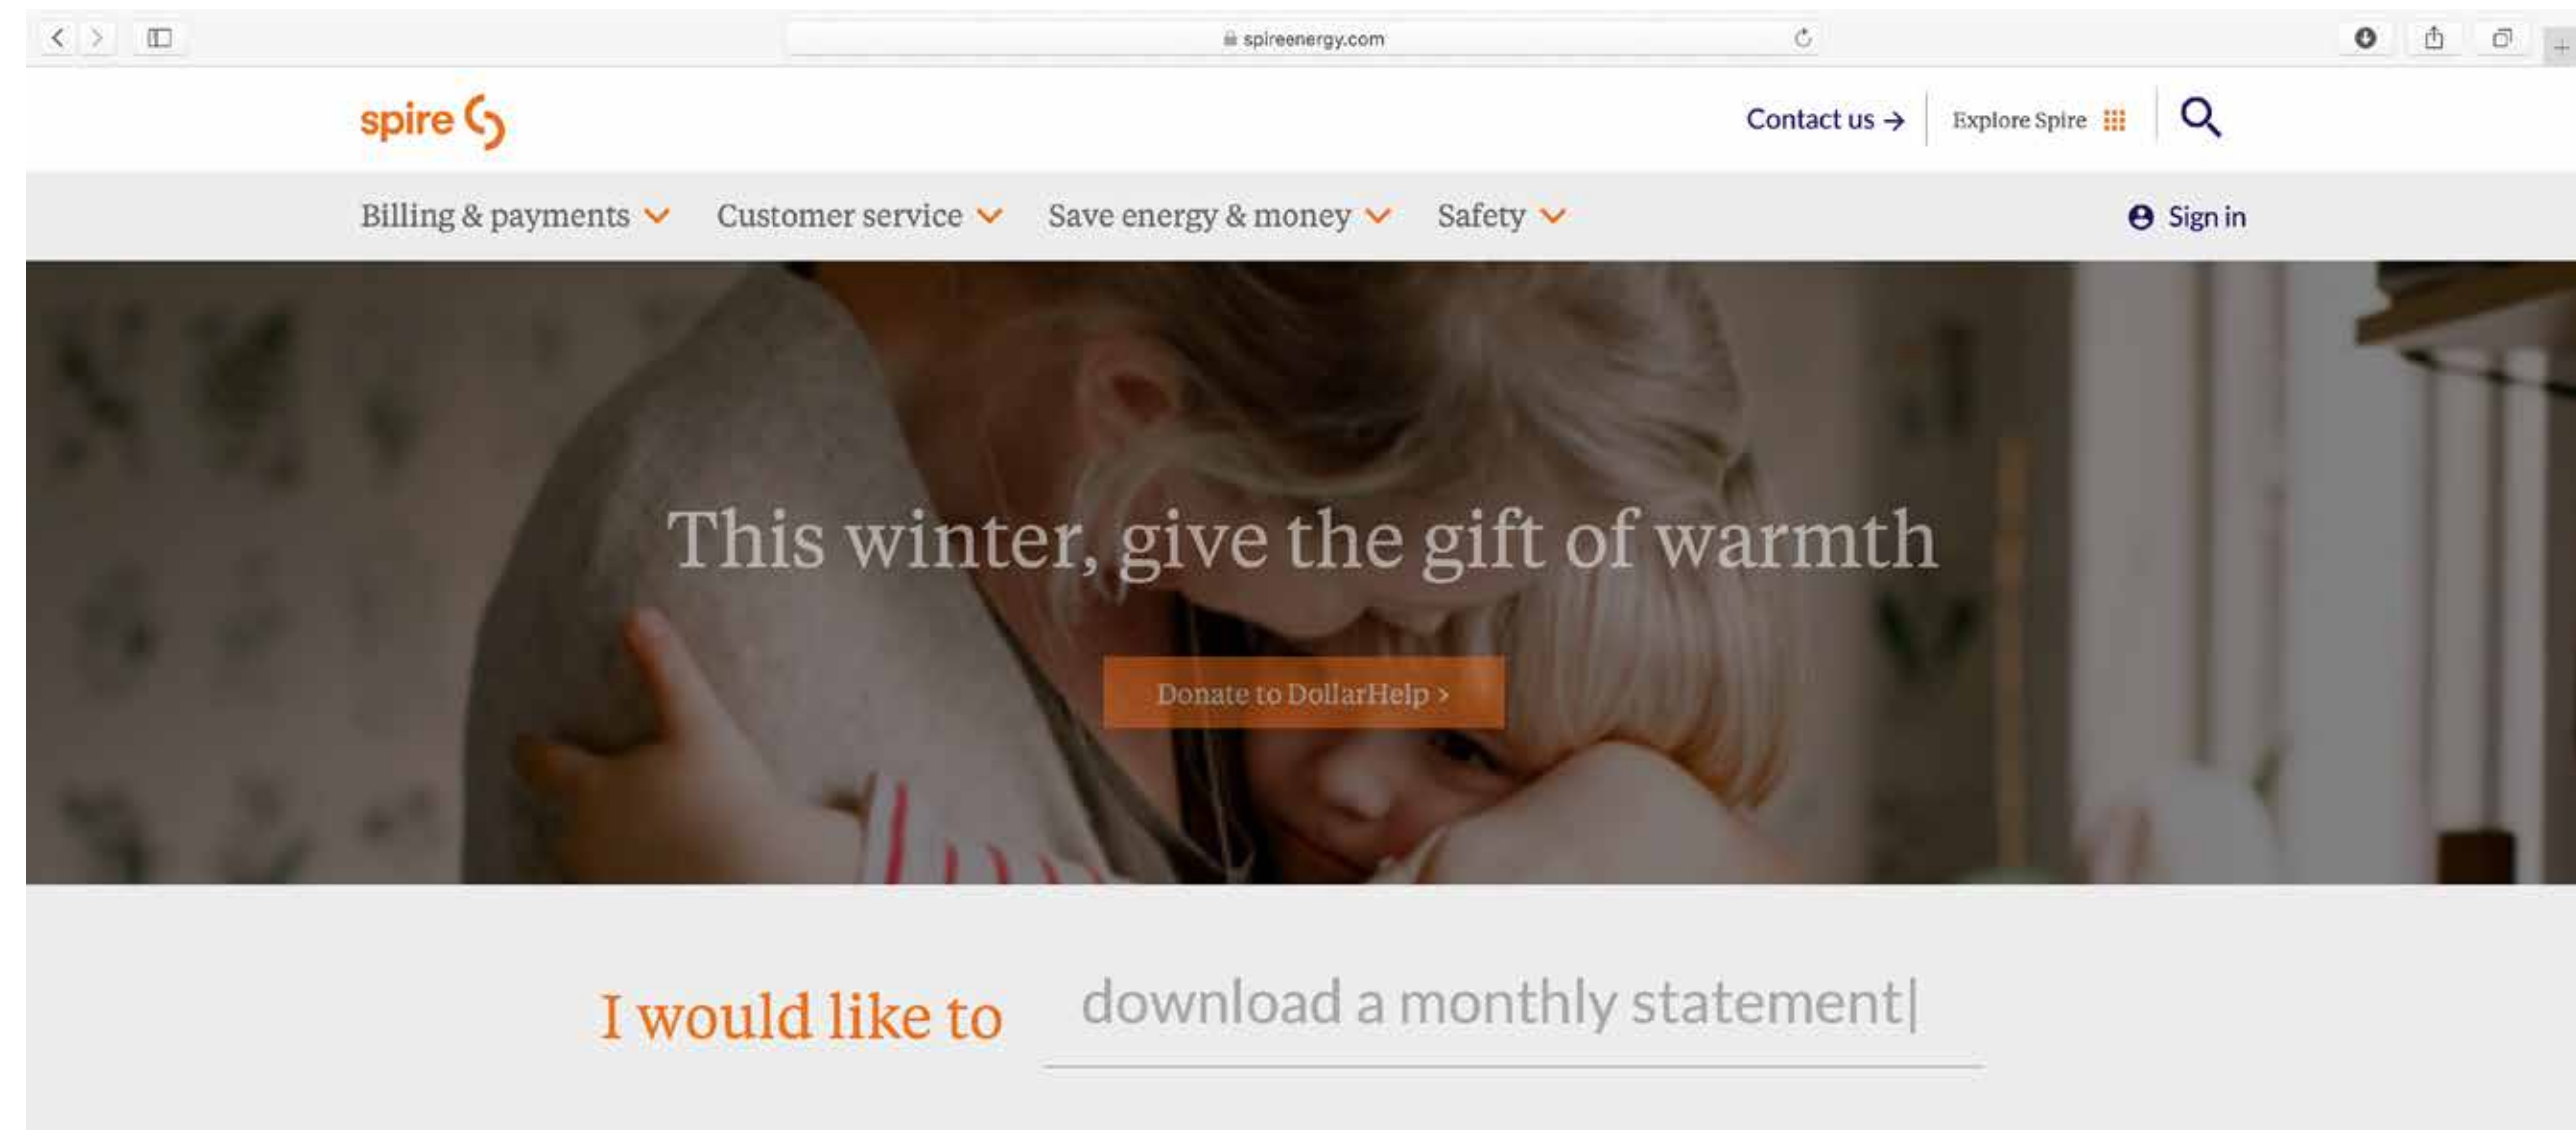 spireenergy.com
spire
Contact us →
Explore Spire
Billing & payments
Customer service
Save energy & money
Safety
Sign in
This winter, give the gift of warmth
Donate to DollarHelp >
I would like to
download a monthly statement|